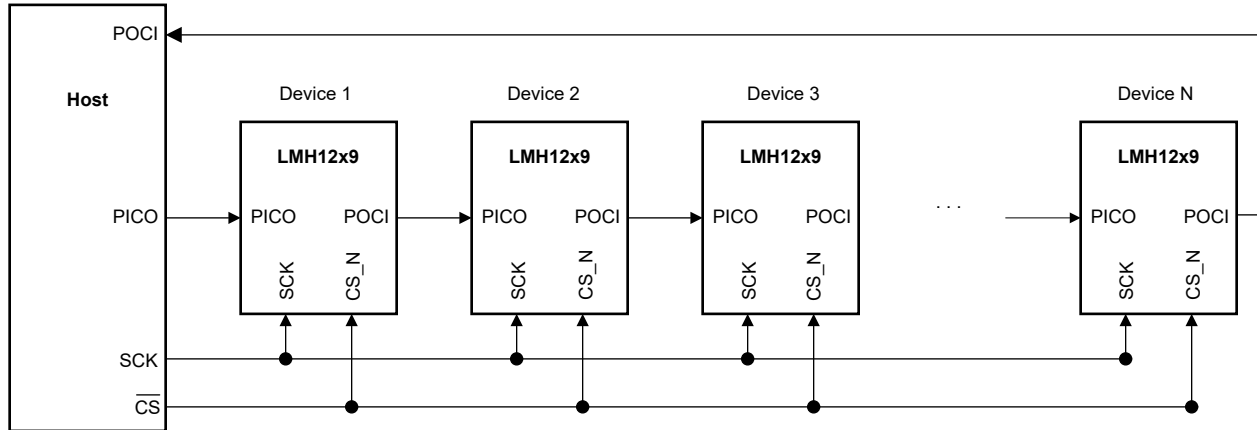 POCI
Host
Device 1
Device 2
Device 3
Device N
LMH12x9
LMH12x9
LMH12x9
LMH12x9
PICO
PICO
POCI
PICO
POCI
PICO
POCI
. . .
PICO
POCI
SCK
CS_N
SCK
CS_N
SCK
CS_N
SCK
CS_N
SCK
CS